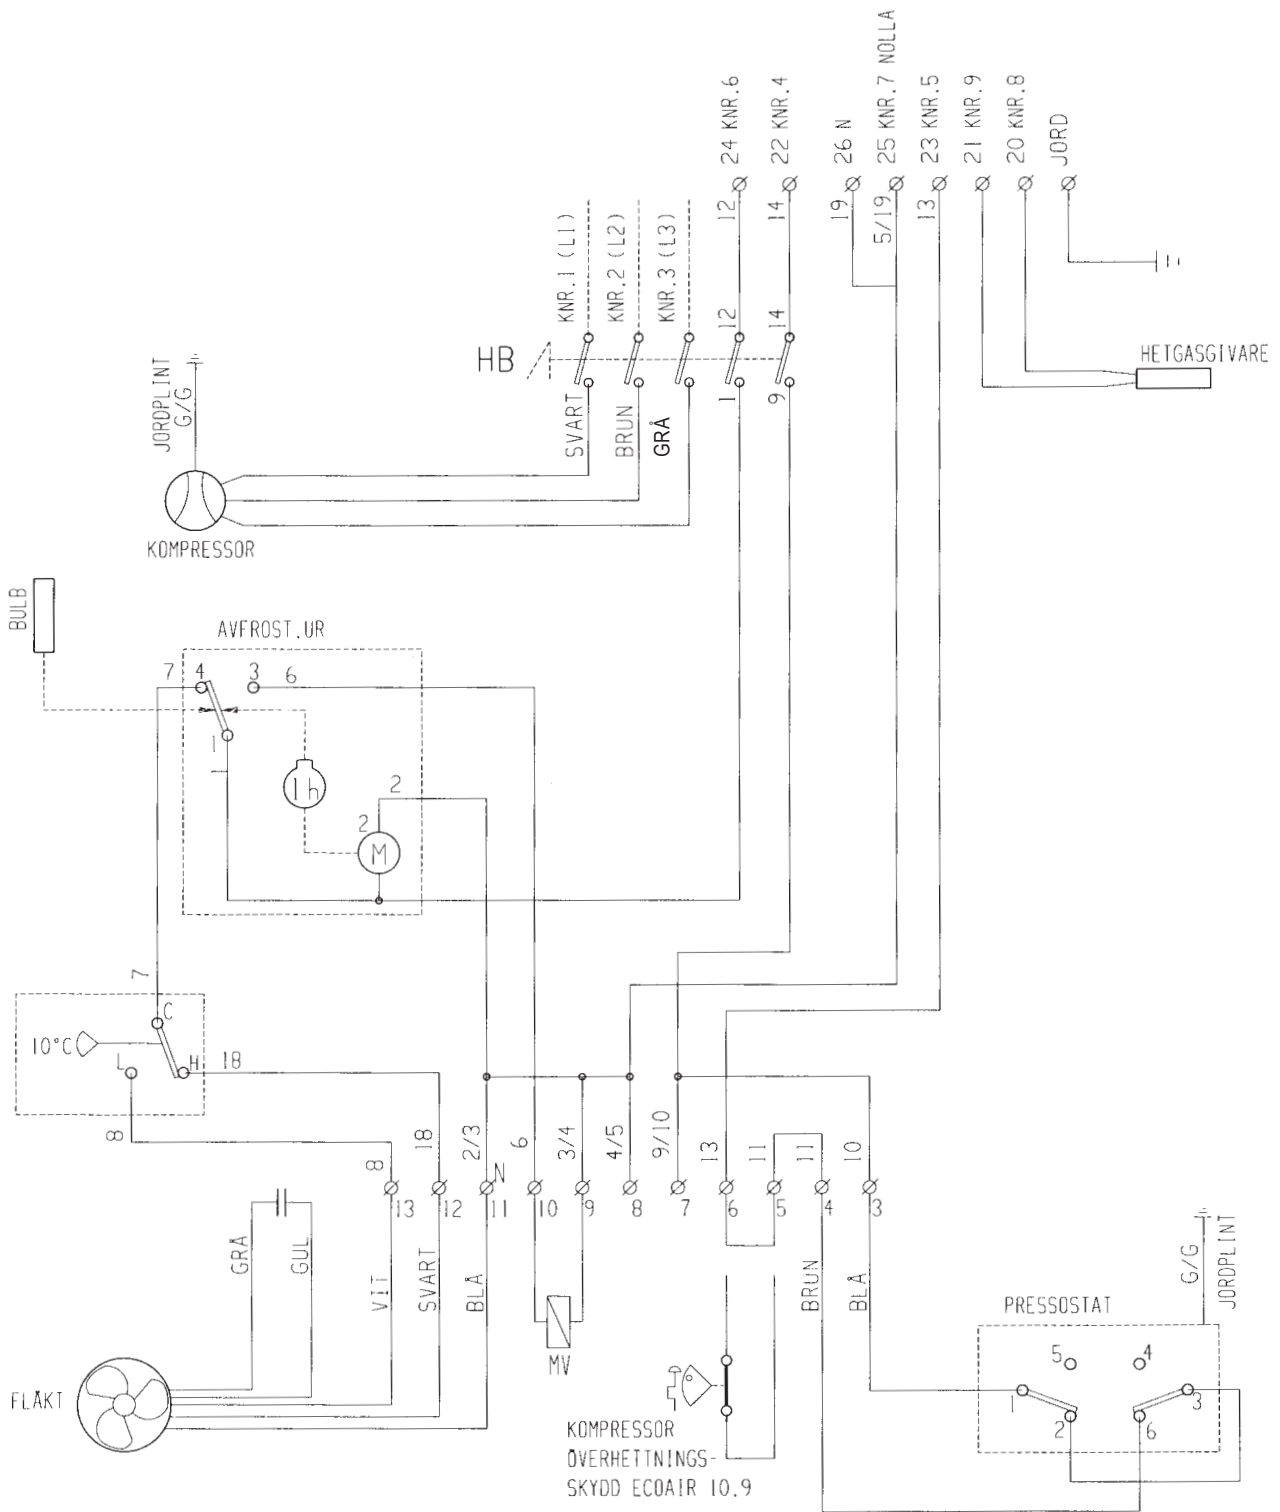 24 KNR.6
22 KNR.4
26 N
25 KNR.7 NOLLA
23 KNR.5
21 KNR.9
20 KNR.8
JORD
12
14
19
5/19
13
KNR.1 (L1)
KNR.2 (L2)
KNR.3 (L3)
12
14
HB
SVART
BRUN
GRÅ
1
9
HETGASGIVARE
JORDPLINT
G/G
KOMPRESSOR
BULB
AVFROST.UR
7
4
3
6
1
1h
2
2
M
7
C
10°C
L
H
18
8
8
18
2/3
N
6
3/4
4/5
9/10
13
11
11
10
13
12
11
10
9
8
7
6
5
4
3
GRÅ
GUL
VIT
SVART
BLÅ
MV
BRUN
BLÅ
G/G
JORDPLINT
PRESSOSTAT
5
4
1
2
6
3
FLÄKT
KOMPRESSOR
ÖVERHETTNINGS-
SKYDD ECOAIR 10.9